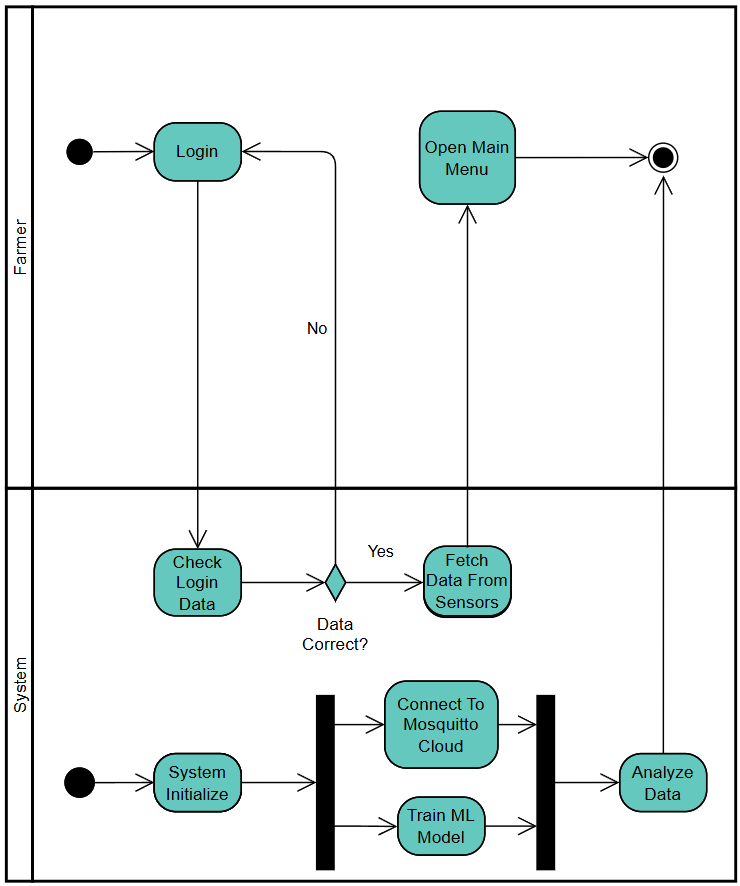 Farmer
Login
Open Main
Menu
No
System
Check
Login
Data
Data
Correct?
Yes
Fetch
Data From
Sensors
System
Initialize
Connect To
Mosquitto
Cloud
Train ML
Model
Analyze
Data